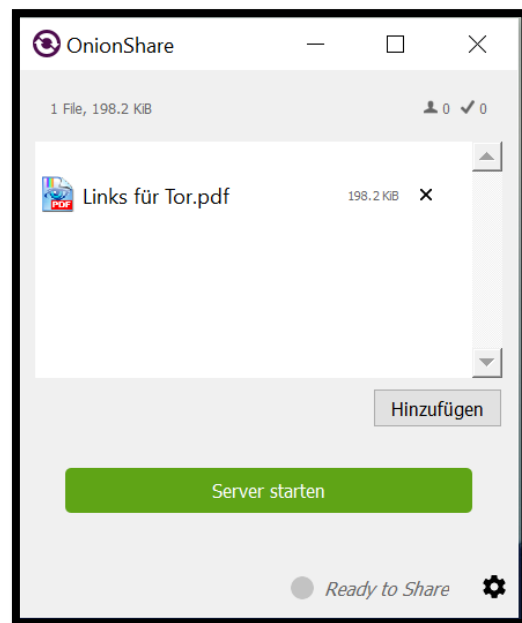 OnionShare
1 File, 198.2 KiB 0 0
PDF Links für Tor.pdf 198.2 KiB
Hinzufügen
Server starten
Ready to Share